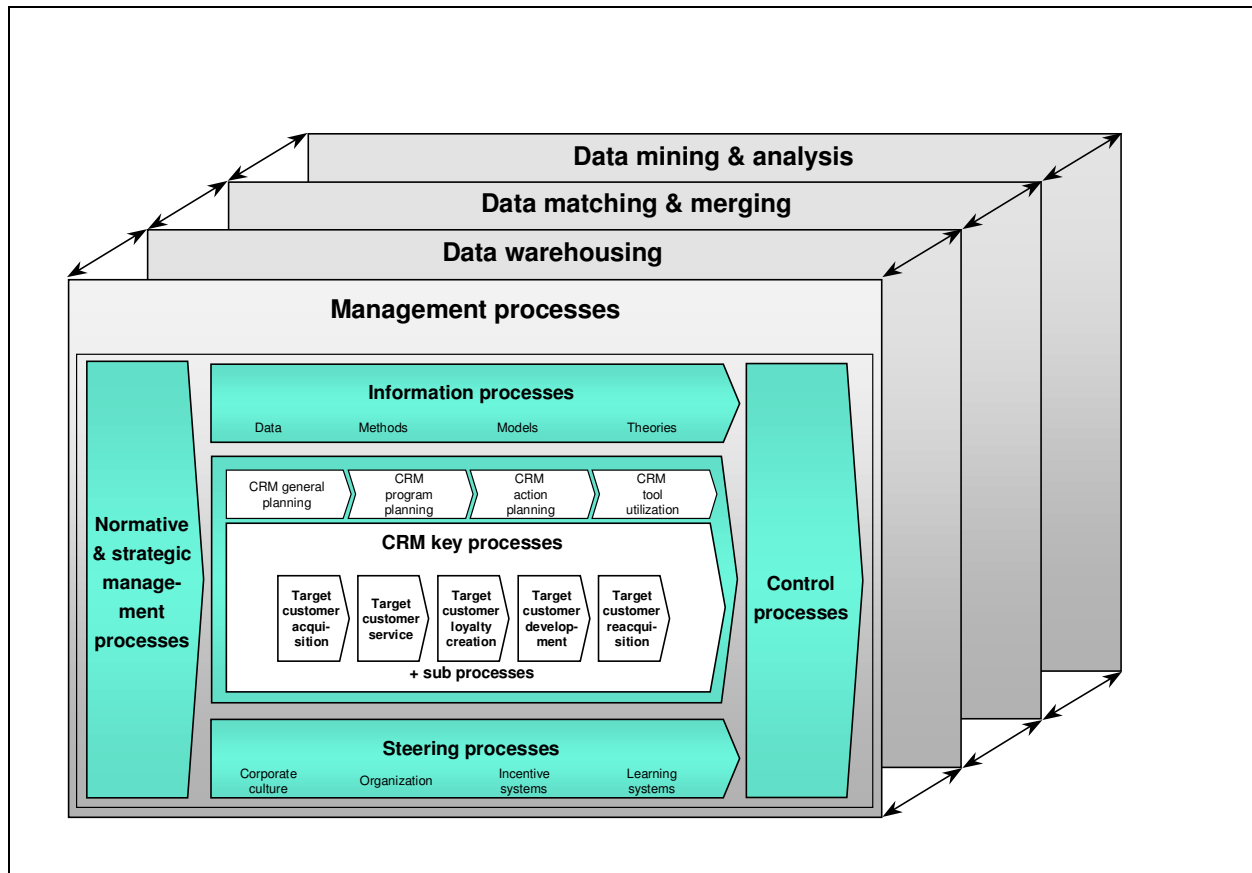 Data mining & analysis
Data matching & merging
Data warehousing
Management processes
Normative
& strategic
manage-
ment
processes
Information processes
Data Methods Models Theories
CRM general
planning
CRM
program
planning
CRM
action
planning
CRM
tool
utilization
CRM key processes
Target
customer
acqui-
sition
Target
customer
service
Target
customer
loyalty
creation
Target
customer
develop-
ment
Target
customer
reacqui-
sition
+ sub processes
Steering processes
Corporate
culture
Organization
Incentive
systems
Learning
systems
Control
processes